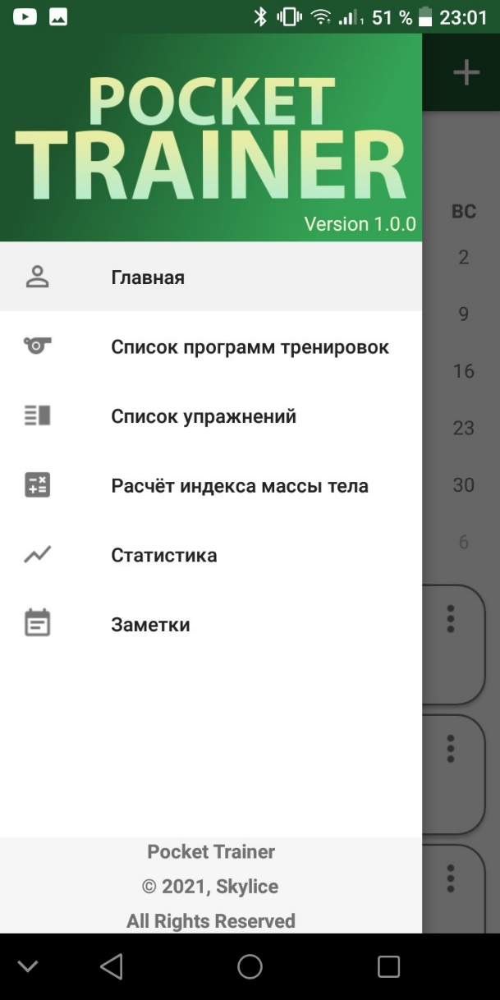 51 % 23:01
POCKET
TRAINER
Version 1.0.0
ВС
2
9
16
23
30
6
Главная
Список программ тренировок
Список упражнений
Расчёт индекса массы тела
Статистика
Заметки
Pocket Trainer
© 2021, Skylice
All Rights Reserved